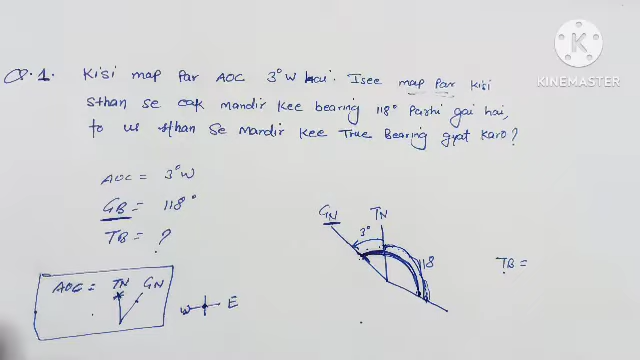 Q.1. Kisi map Par AOC 3°W hai. Isee map Par Kisi
Sthan se eak mandir Kee bearing 118° Parhi gai hai,
to us sthan Se Mandir Kee True Bearing gyat Karo?
AOC = 3°W
GB = 118°
TB = ?
AOC = TN GN
W E
GN TN
3°
118
TB =
KINEMASTER